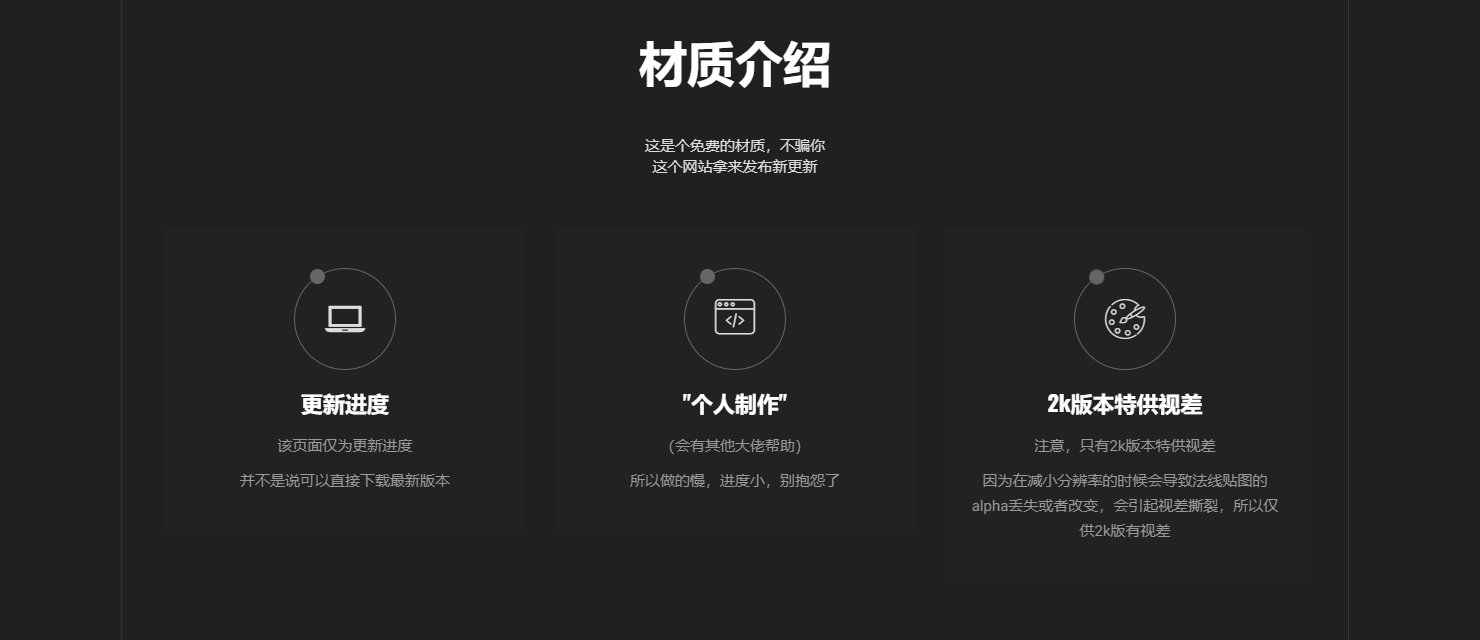 材质介绍
这是个免费的材质，不骗你
这个网站拿来发布新更新
更新进度
该页面仅为更新进度
并不是说可以直接下载最新版本
"个人制作"
（会有其他大佬帮助）
所以做的慢，进度小，别抱怨了
2k版本特供视差
注意，只有2k版本特供视差
因为在减小分辨率的时候会导致法线贴图的
alpha丢失或者改变，会引起视差撕裂，所以仅
供2k版有视差